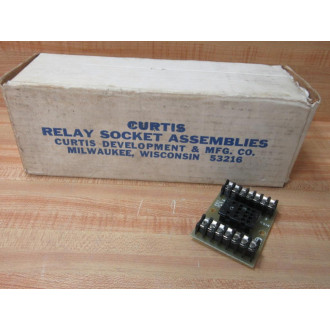 CURTIS
RELAY SOCKET ASSEMBLIES
CURTIS DEVELOPMENT & MFG. CO.
MILWAUKEE, WISCONSIN 53216